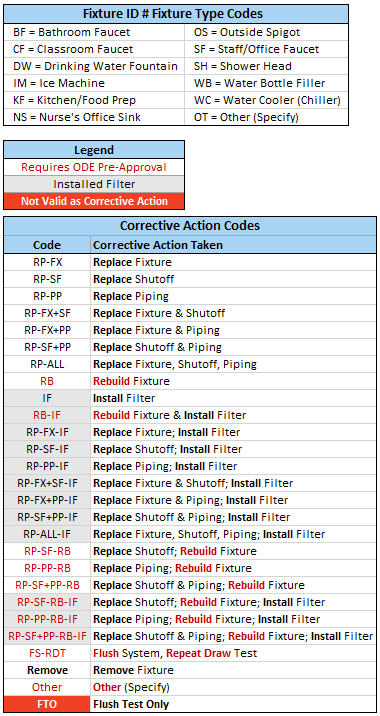 Fixture ID # Fixture Type Codes
BF = Bathroom Faucet OS = Outside Spigot
CF = Classroom Faucet SF = Staff/Office Faucet
DW = Drinking Water Fountain SH = Shower Head
IM = Ice Machine WB = Water Bottle Filler
KF = Kitchen/Food Prep WC = Water Cooler (Chiller)
NS = Nurse's Office Sink OT = Other (Specify)
Legend
Requires ODE Pre-Approval
Installed Filter
Not Valid as Corrective Action
Corrective Action Codes
Code Corrective Action Taken
RP-FX Replace Fixture
RP-SF Replace Shutoff
RP-PP Replace Piping
RP-FX+SF Replace Fixture & Shutoff
RP-FX+PP Replace Fixture & Piping
RP-SF+PP Replace Shutoff & Piping
RP-ALL Replace Fixture, Shutoff, Piping
RB Rebuild Fixture
IF Install Filter
RB-IF Rebuild Fixture & Install Filter
RP-FX-IF Replace Fixture; Install Filter
RP-SF-IF Replace Shutoff; Install Filter
RP-PP-IF Replace Piping; Install Filter
RP-FX+SF-IF Replace Fixture & Shutoff; Install Filter
RP-FX+PP-IF Replace Fixture & Piping; Install Filter
RP-SF+PP-IF Replace Shutoff & Piping; Install Filter
RP-ALL-IF Replace Fixture, Shutoff, Piping; Install Filter
RP-SF-RB Replace Shutoff; Rebuild Fixture
RP-PP-RB Replace Piping; Rebuild Fixture
RP-SF+PP-RB Replace Shutoff & Piping; Rebuild Fixture
RP-SF-RB-IF Replace Shutoff; Rebuild Fixture; Install Filter
RP-PP-RB-IF Replace Piping; Rebuild Fixture; Install Filter
RP-SF+PP-RB-IF Replace Shutoff & Piping; Rebuild Fixture; Install Filter
FS-RDT Flush System, Repeat Draw Test
Remove Remove Fixture
Other Other (Specify)
FTO Flush Test Only